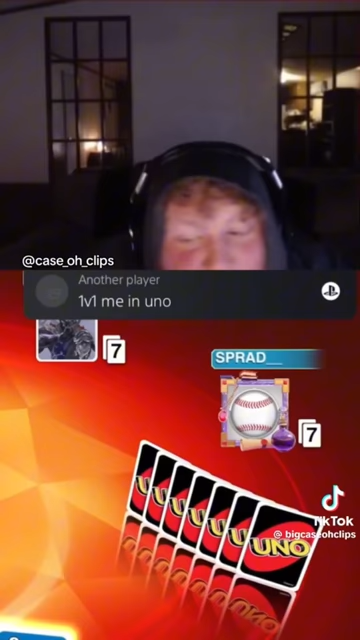 @case_oh_clips
Another player
1v1 me in uno
7
SPRAD__
7
UNO
TikTok
@bigcaseohclips